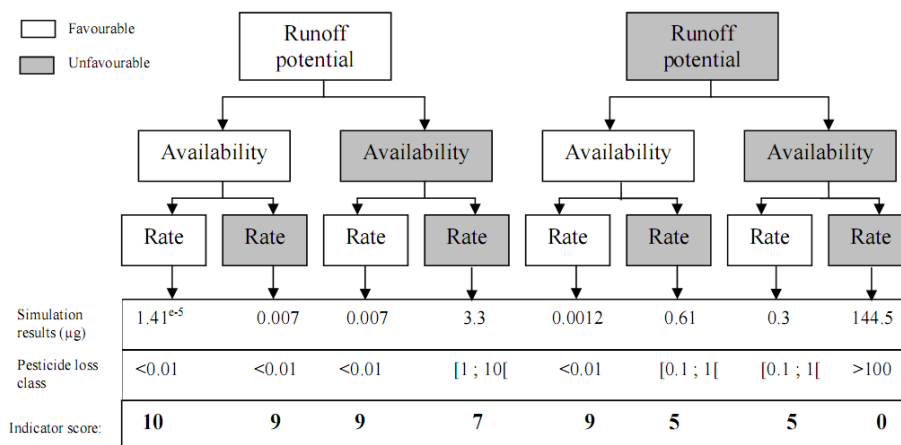 Favourable
Unfavourable
Runoff
potential
Runoff
potential
Availability
Availability
Availability
Availability
Rate
Rate
Rate
Rate
Rate
Rate
Rate
Rate
Simulation
results (µg)
1.41e-5 0.007 0.007 3.3 0.0012 0.61 0.3 144.5
Pesticide loss
class
<0.01 <0.01 <0.01 [1 ; 10[ <0.01 [0.1 ; 1[ [0.1 ; 1[ >100
Indicator score: 10 9 9 7 9 5 5 0